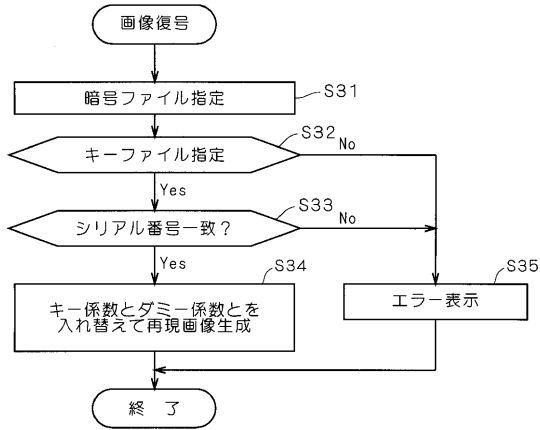 画像復号
暗号ファイル指定
S31
キーファイル指定
S32
No
Yes
シリアル番号一致？
S33
No
Yes
キー係数とダミー係数とを
入れ替えて再現画像生成
S34
エラー表示
S35
終 了